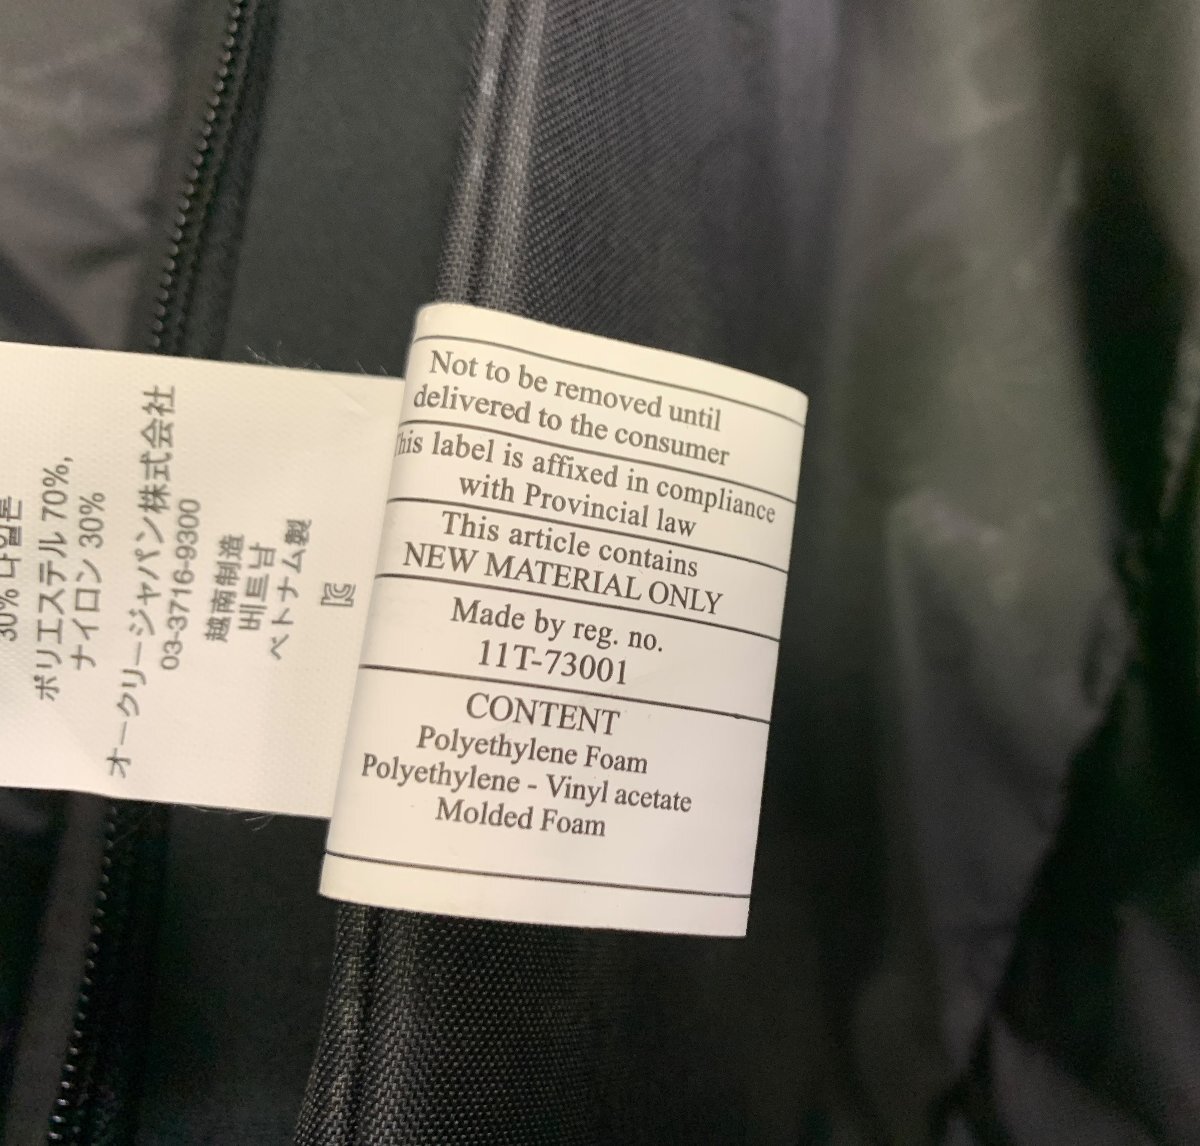 Not to be removed until
delivered to the consumer
This label is affixed in compliance
with Provincial law
This article contains
NEW MATERIAL ONLY
Made by reg. no.
11T-73001
CONTENT
Polyethylene Foam
Polyethylene - Vinyl acetate
Molded Foam
30% 나일론
ポリエステル 70%,
ナイロン 30%
オークリージャパン株式会社
03-3716-9300
越南制造
베트남
ベトナム製